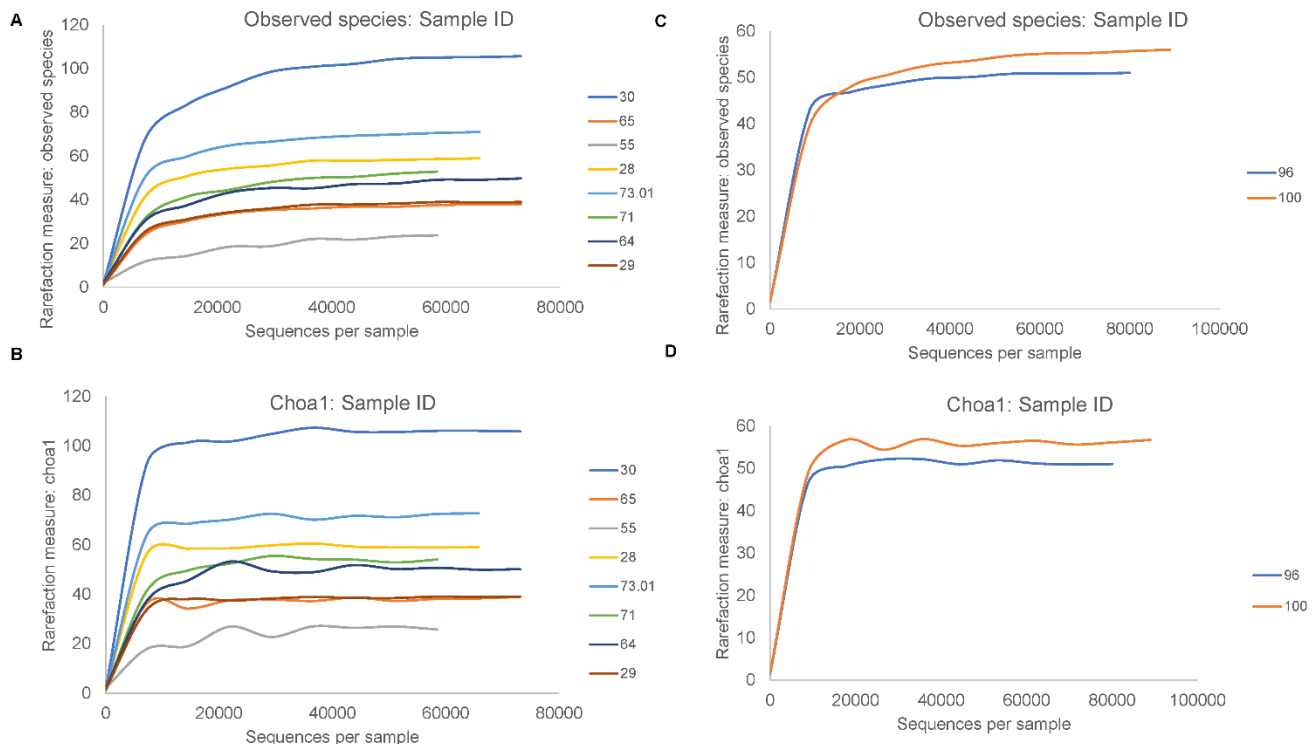 A
Observed species: Sample ID
Rarefaction measure: observed species
120
100
80
60
40
20
0
0 20000 40000 60000 80000
Sequences per sample
30
65
55
28
73.01
71
64
29
B
Choa1: Sample ID
Rarefaction measure: choa1
120
100
80
60
40
20
0
0 20000 40000 60000 80000
Sequences per sample
30
65
55
28
73.01
71
64
29
C
Observed species: Sample ID
Rarefaction measure: observed species
60
50
40
30
20
10
0
0 20000 40000 60000 80000 100000
Sequences per sample
96
100
D
Choa1: Sample ID
Rarefaction measure: choa1
60
50
40
30
20
10
0
0 20000 40000 60000 80000 100000
Sequences per sample
96
100